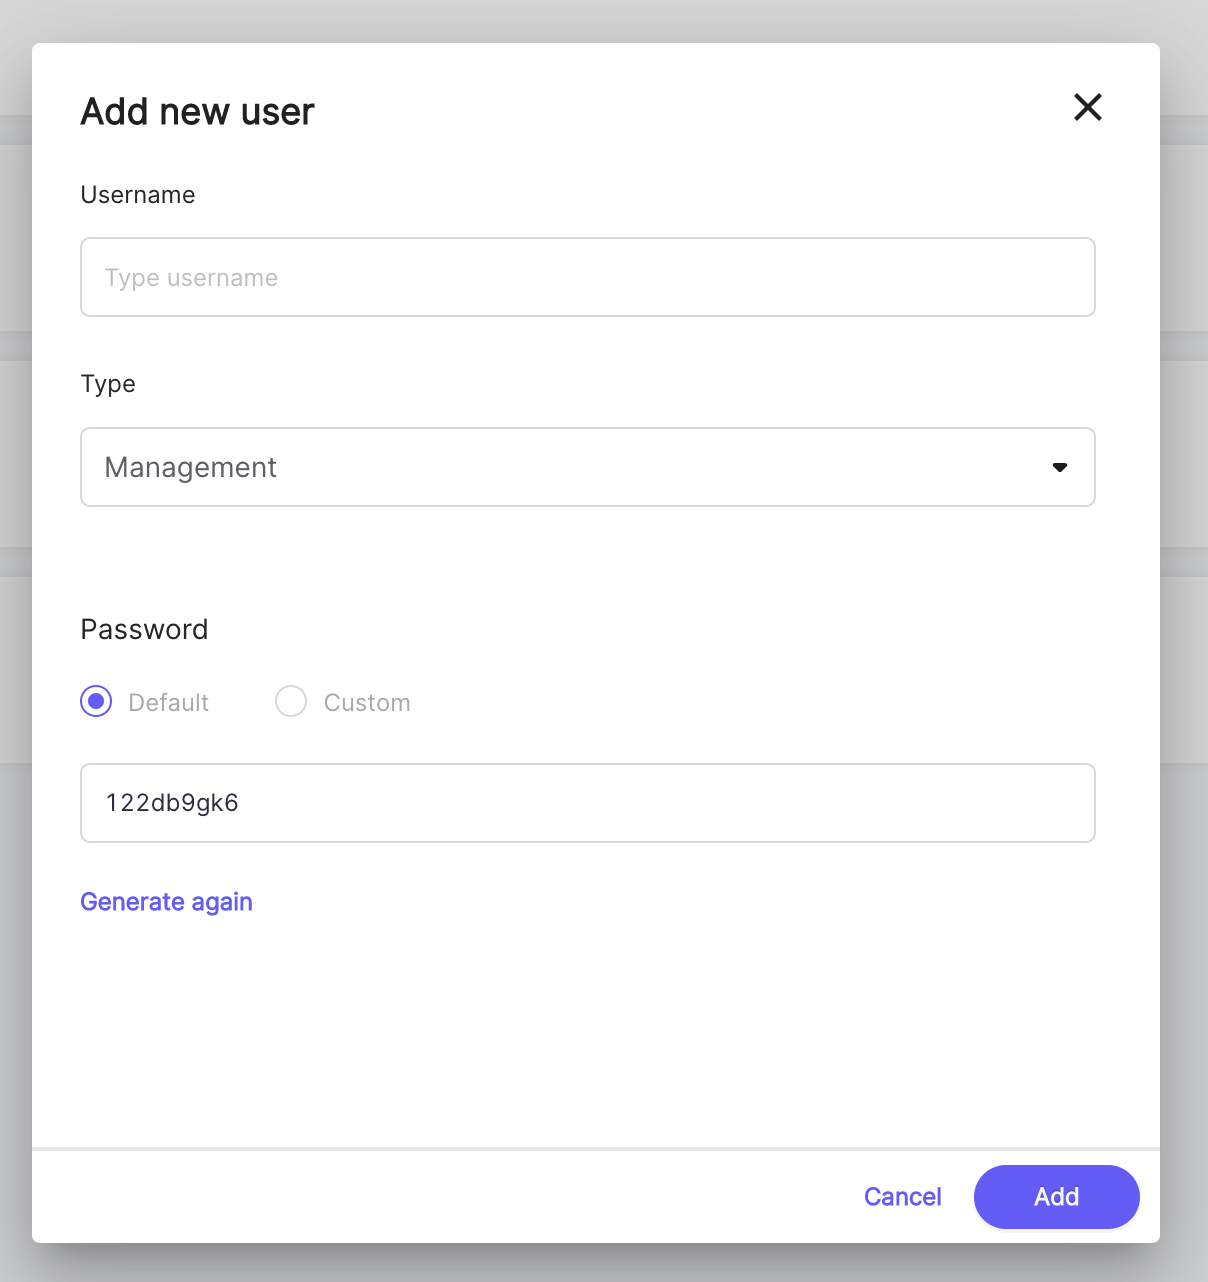 Add new user
Username
Type username
Type
Management
Password
Default Custom
122db9gk6
Generate again
Cancel Add